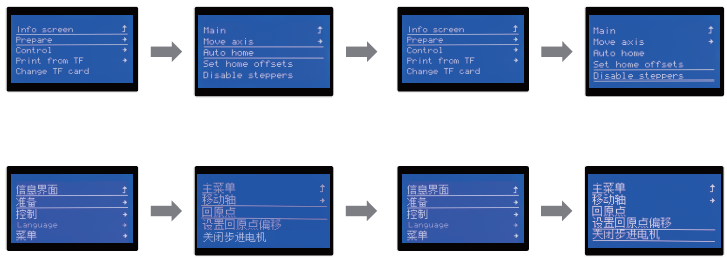 Info screen
Prepare
Control
Print from TF
Change TF card
Main
Move axis
Auto home
Set home offsets
Disable steppers
Info screen
Prepare
Control
Print from TF
Change TF card
Main
Move axis
Auto home
Set home offsets
Disable steppers
信息界面
准备
控制
Language
菜单
主菜单
移动轴
回原点
设置回原点偏移
关闭步进电机
信息界面
准备
控制
Language
菜单
主菜单
移动轴
回原点
设置回原点偏移
关闭步进电机